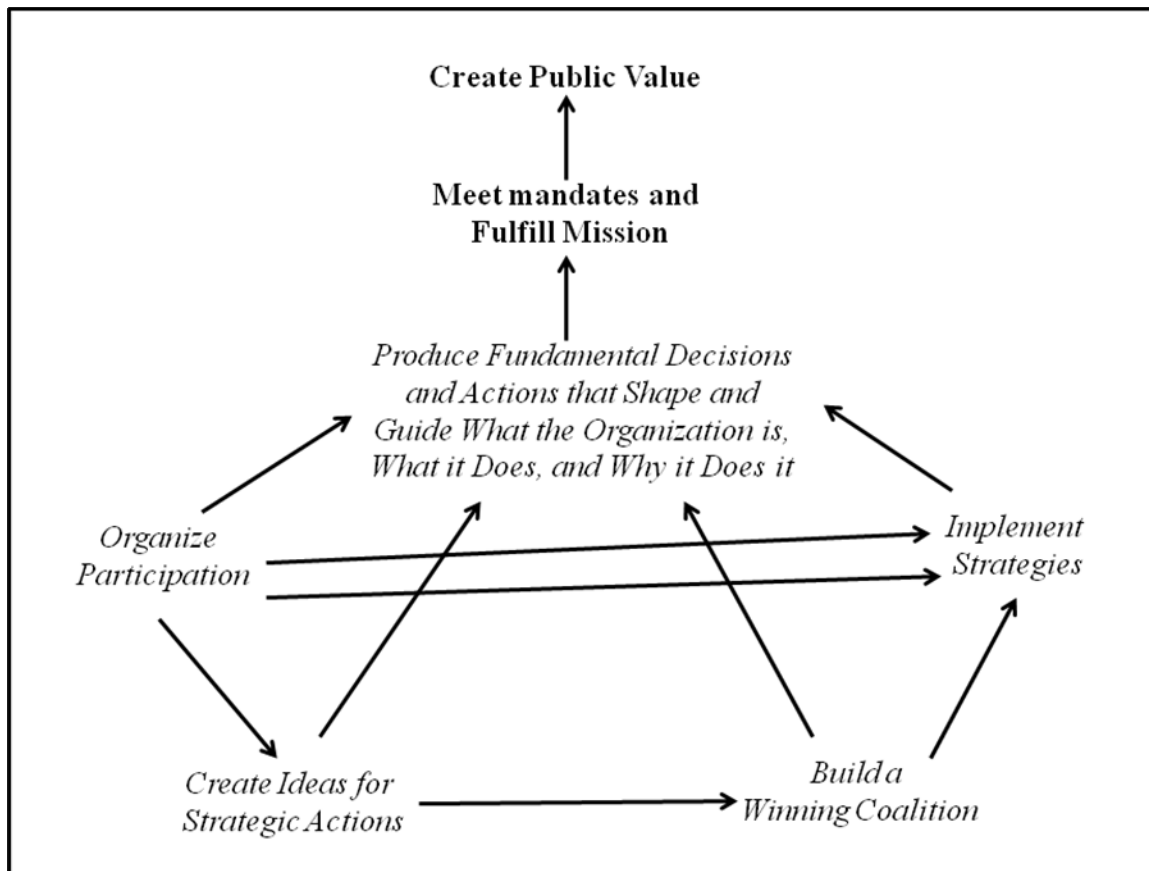 Create Public Value
Meet mandates and
Fulfill Mission
Produce Fundamental Decisions
and Actions that Shape and
Guide What the Organization is,
What it Does, and Why it Does it
Organize
Participation
Implement
Strategies
Create Ideas for
Strategic Actions
Build a
Winning Coalition